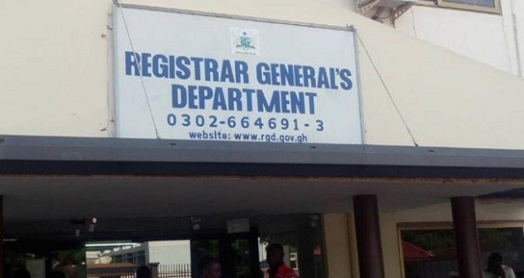 REGISTRAR GENERAL'S
DEPARTMENT
0302-664691-3
website: www.rgd.gov.gh